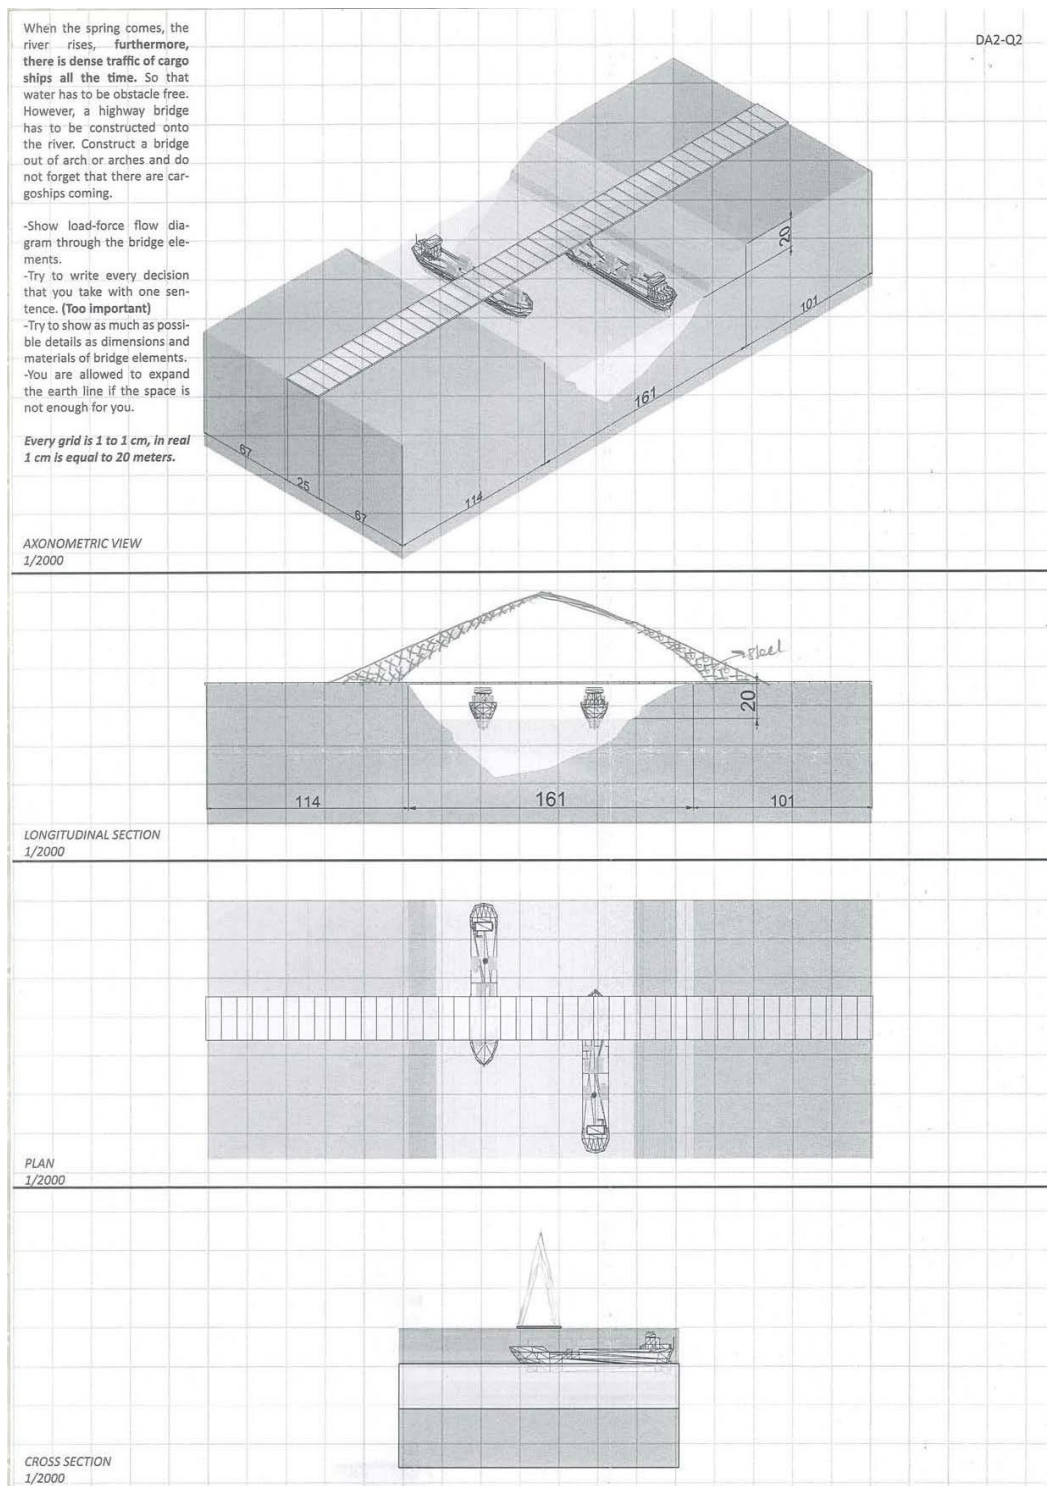 When the spring comes, the
river rises, furthermore,
there is dense traffic of cargo
ships all the time. So that
water has to be obstacle free.
However, a highway bridge
has to be constructed onto
the river. Construct a bridge
out of arch or arches and do
not forget that there are car-
goships coming.
-Show load-force flow dia-
gram through the bridge ele-
ments.
-Try to write every decision
that you take with one sen-
tence. (Too important)
-Try to show as much as possi-
ble details as dimensions and
materials of bridge elements.
-You are allowed to expand
the earth line if the space is
not enough for you.
Every grid is 1 to 1 cm, in real
1 cm is equal to 20 meters.
DA2-Q2
20
101
161
114
67
25
67
AXONOMETRIC VIEW
1/2000
steel
20
114
161
101
LONGITUDINAL SECTION
1/2000
PLAN
1/2000
CROSS SECTION
1/2000